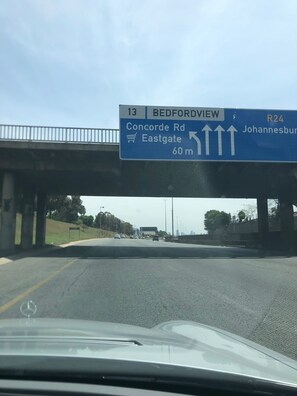 13 BEDFORDVIEW
R24
Concorde Rd
Johannesbur
Eastgate
60 m